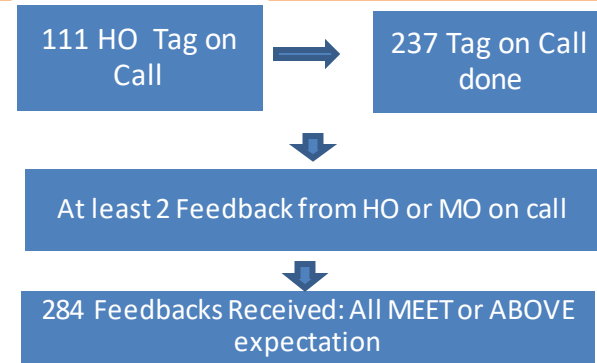 111 HO Tag on
Call
237 Tag on Call
done
At least 2 Feedback from HO or MO on call
284 Feedbacks Received: All MEET or ABOVE
expectation